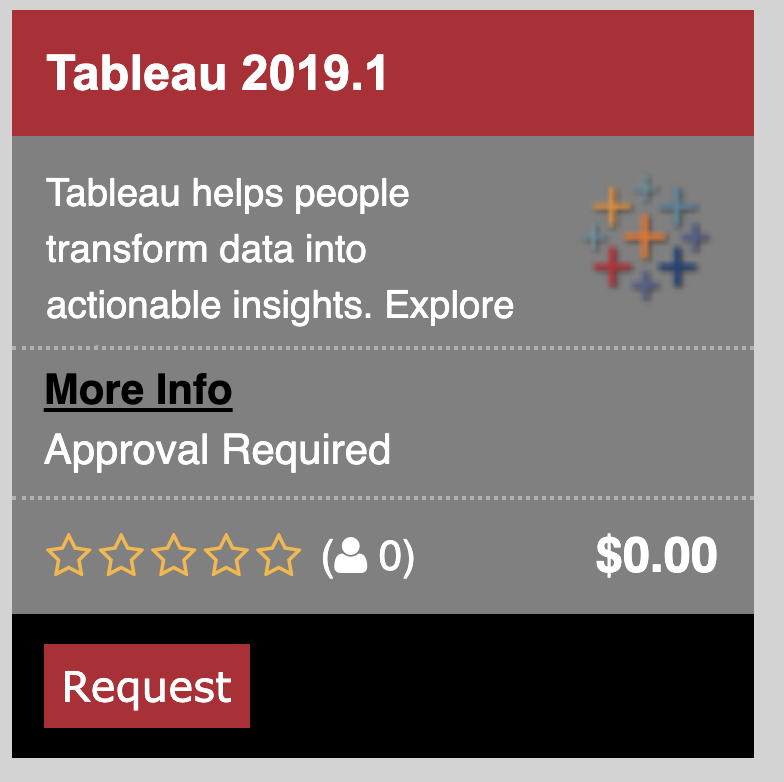 Tableau 2019.1
Tableau helps people
transform data into
actionable insights. Explore
More Info
Approval Required
( 0) $0.00
Request